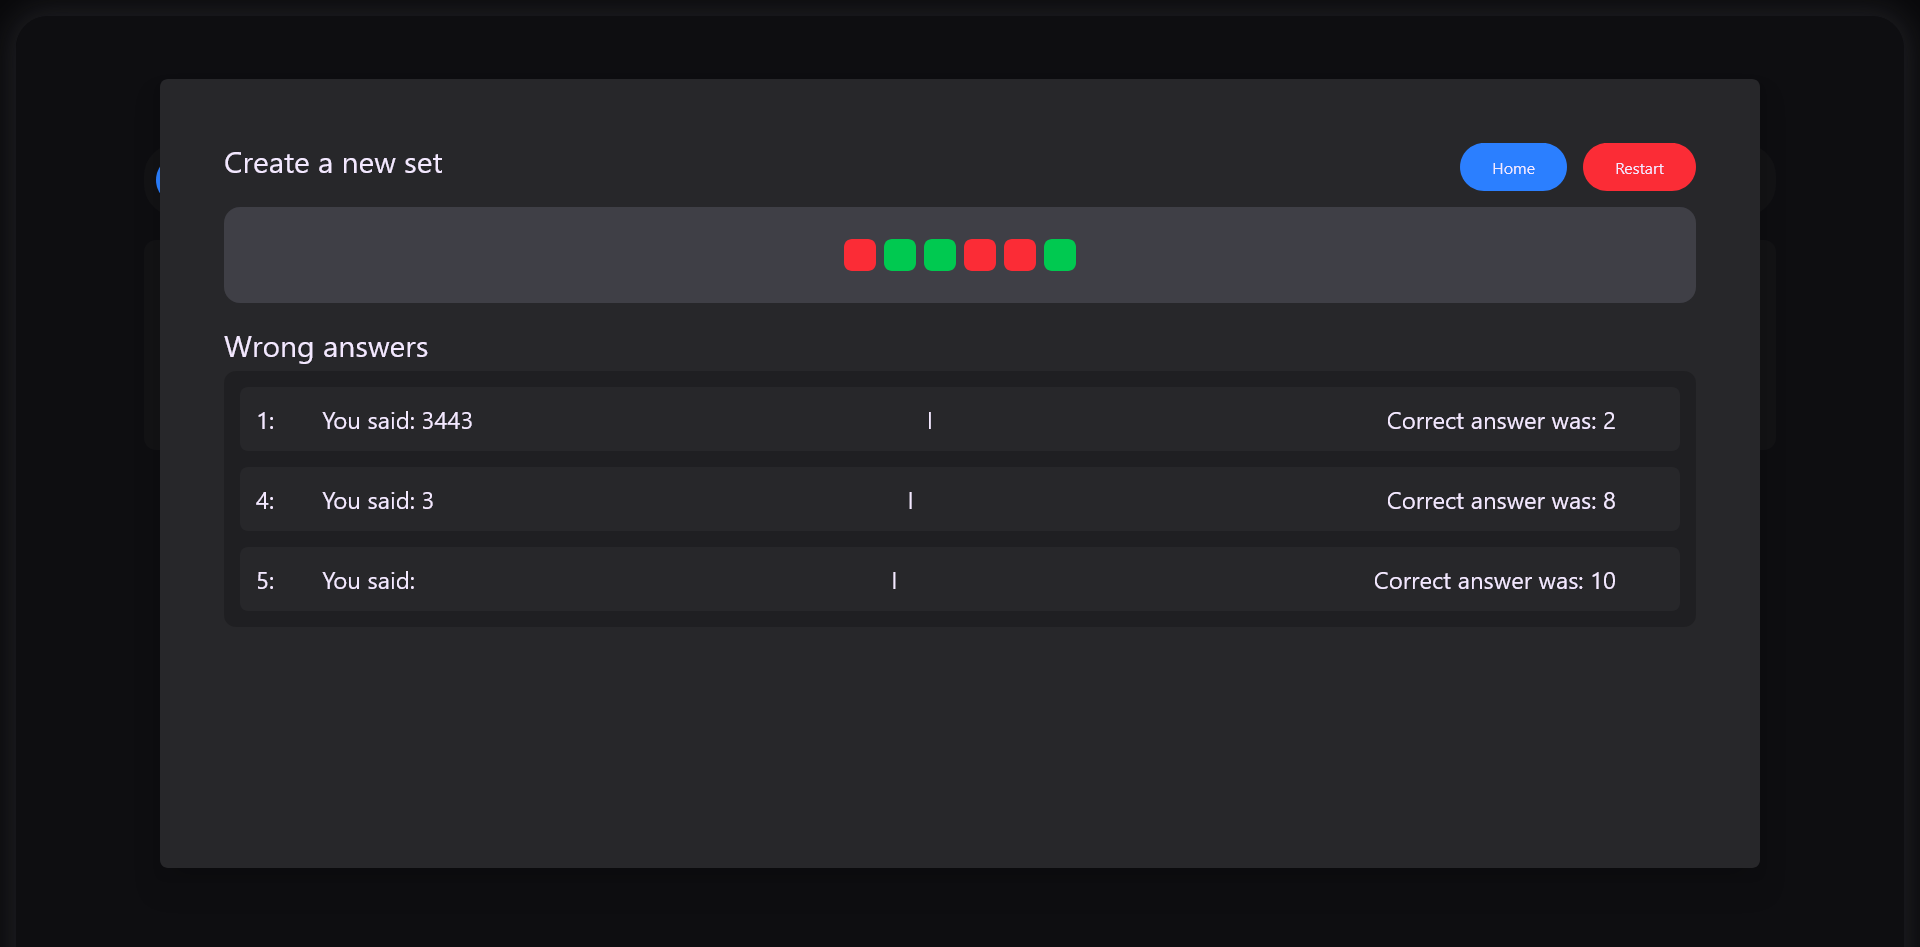 Create a new set
Home
Restart
Wrong answers
1: You said: 3443 | Correct answer was: 2
4: You said: 3 | Correct answer was: 8
5: You said: | Correct answer was: 10